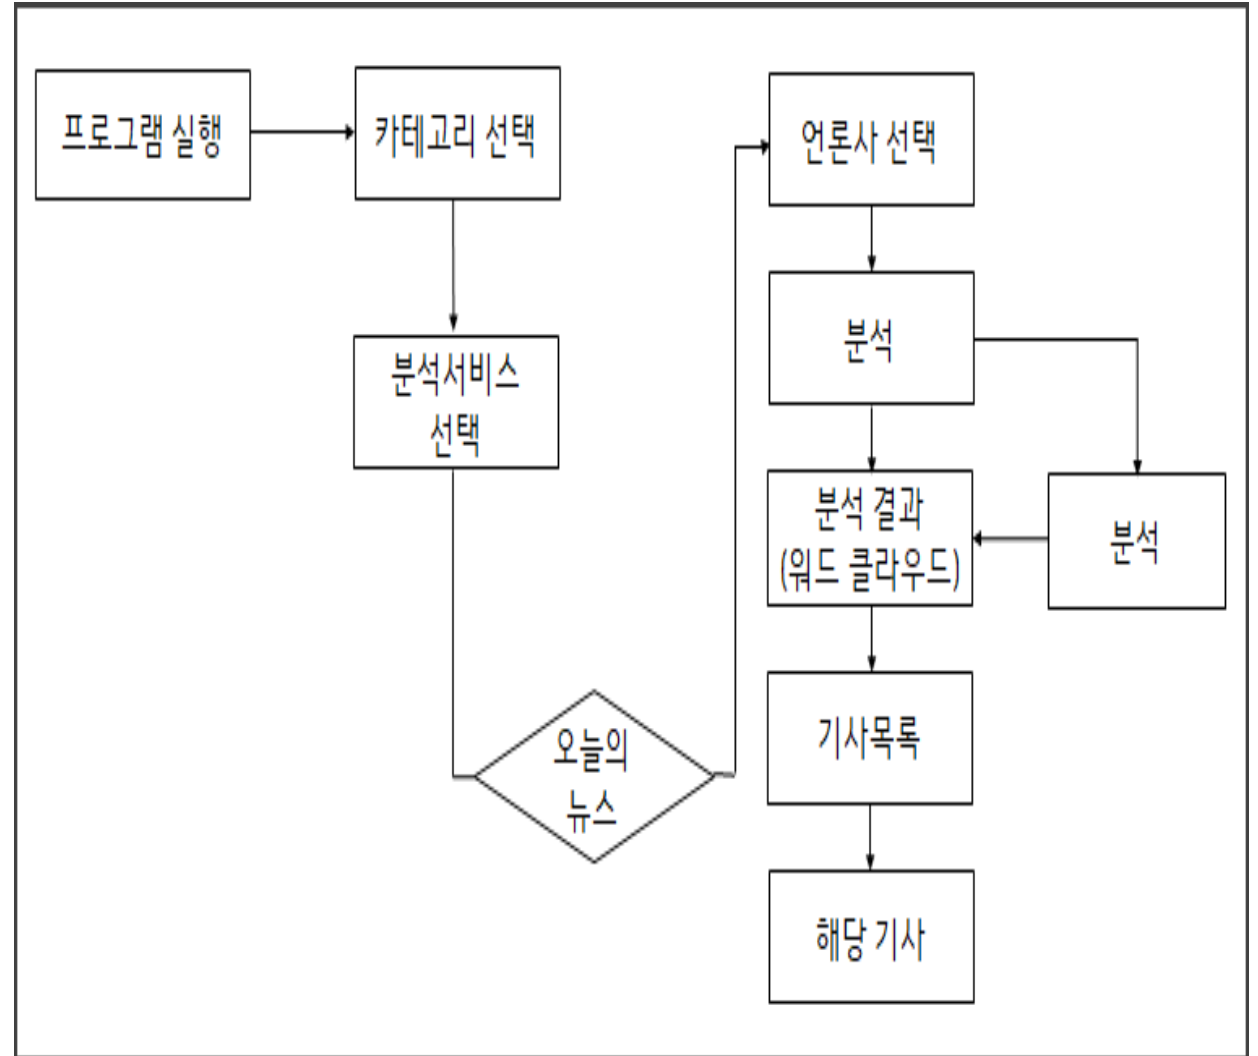 프로그램 실행
카테고리 선택
분석서비스
선택
오늘의
뉴스
언론사 선택
분석
분석 결과
(워드 클라우드)
분석
기사목록
해당 기사